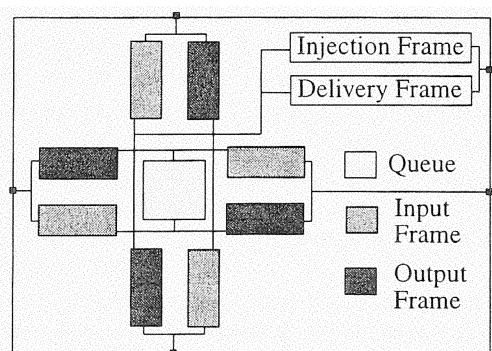 Injection Frame
Delivery Frame
Queue
Input
Frame
Output
Frame